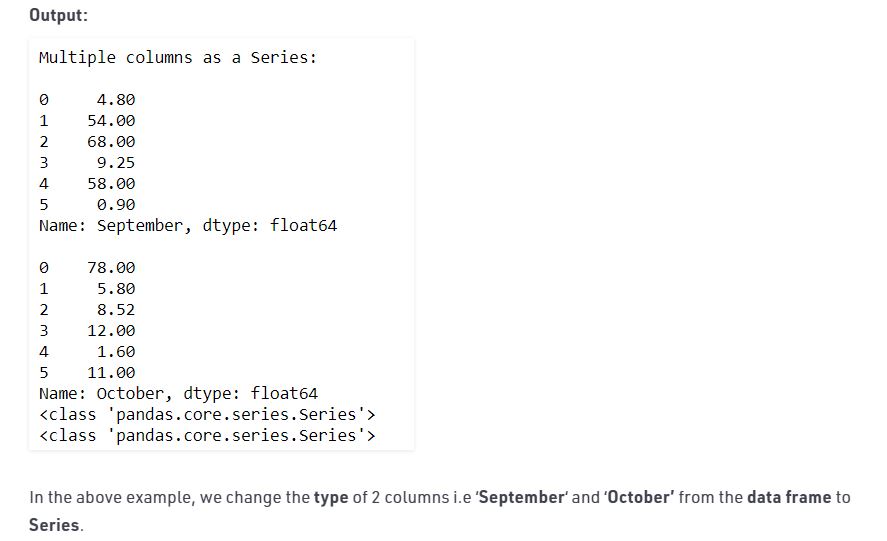 Output:
Multiple columns as a Series:
0     4.80
1    54.00
2    68.00
3     9.25
4    58.00
5     0.90
Name: September, dtype: float64
0    78.00
1     5.80
2     8.52
3    12.00
4     1.60
5    11.00
Name: October, dtype: float64
<class 'pandas.core.series.Series'>
<class 'pandas.core.series.Series'>
In the above example, we change the type of 2 columns i.e ‘September‘ and ‘October’ from the data frame to
Series.